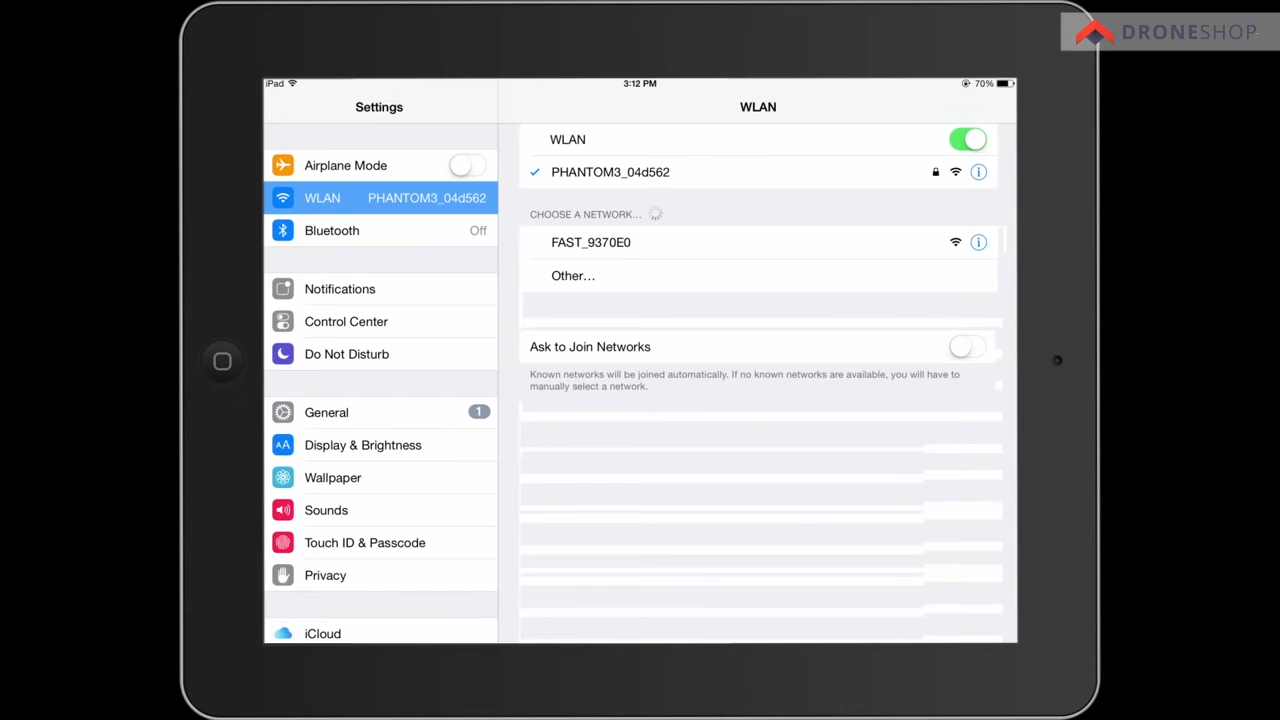 DRONESHOP
iPad 3:12 PM 70%
Settings
WLAN
Airplane Mode
WLAN PHANTOM3_04d562
Bluetooth Off
Notifications
Control Center
Do Not Disturb
General 1
AA Display & Brightness
Wallpaper
Sounds
Touch ID & Passcode
Privacy
iCloud
WLAN
PHANTOM3_04d562
CHOOSE A NETWORK...
FAST_9370E0
Other...
Ask to Join Networks
Known networks will be joined automatically. If no known networks are available, you will have to
manually select a network.